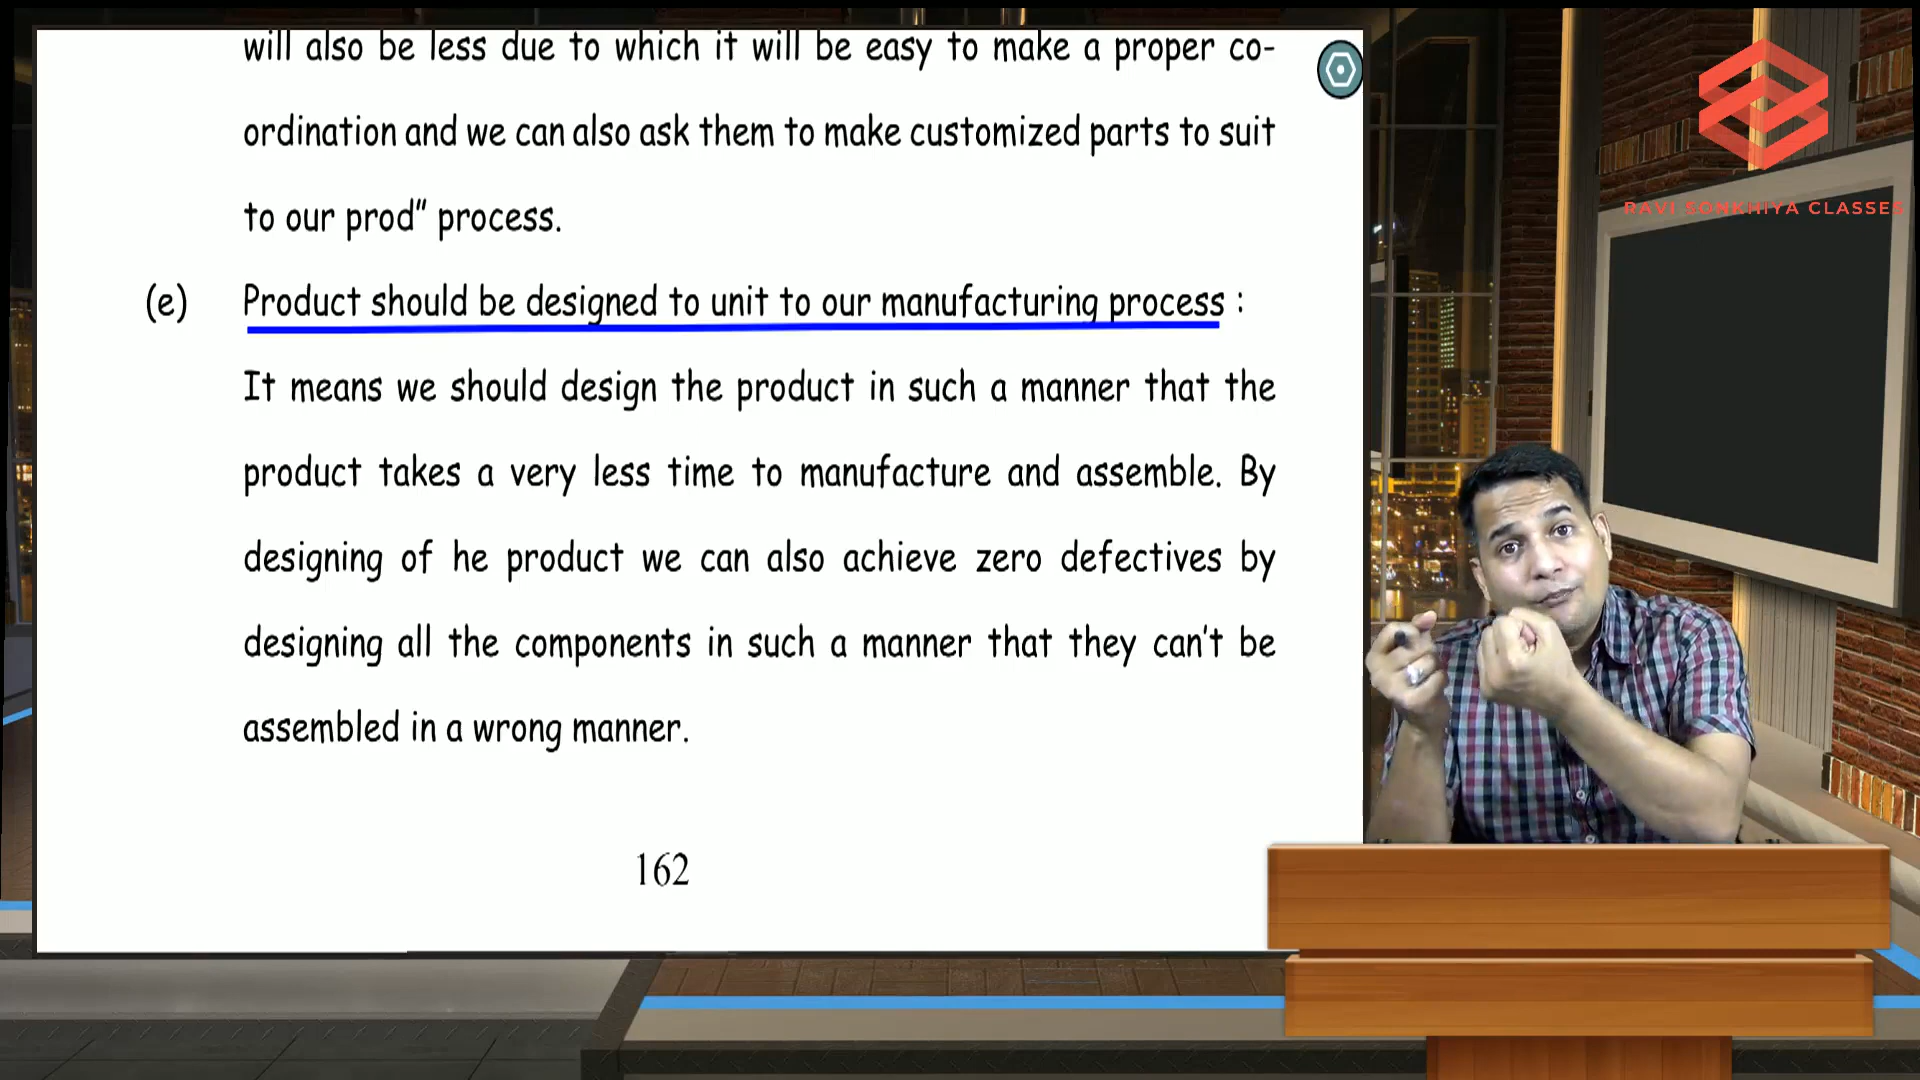 will also be less due to which it will be easy to make a proper co-
ordination and we can also ask them to make customized parts to suit
to our prod” process.
(e) Product should be designed to unit to our manufacturing process :
It means we should design the product in such a manner that the
product takes a very less time to manufacture and assemble. By
designing of he product we can also achieve zero defectives by
designing all the components in such a manner that they can't be
assembled in a wrong manner.
162
RAVI SONKHIYA CLASSES